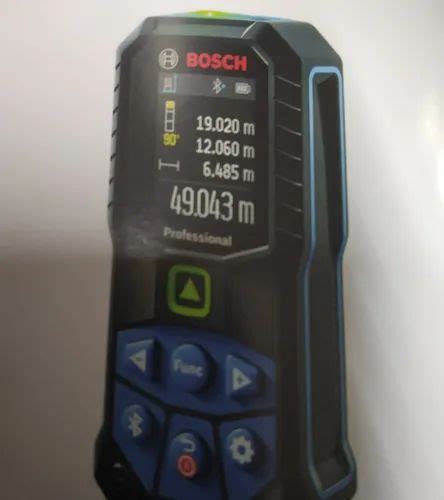 BOSCH
19.020 m
12.060 m
90°
6.485 m
49.043 m
Professional
Func